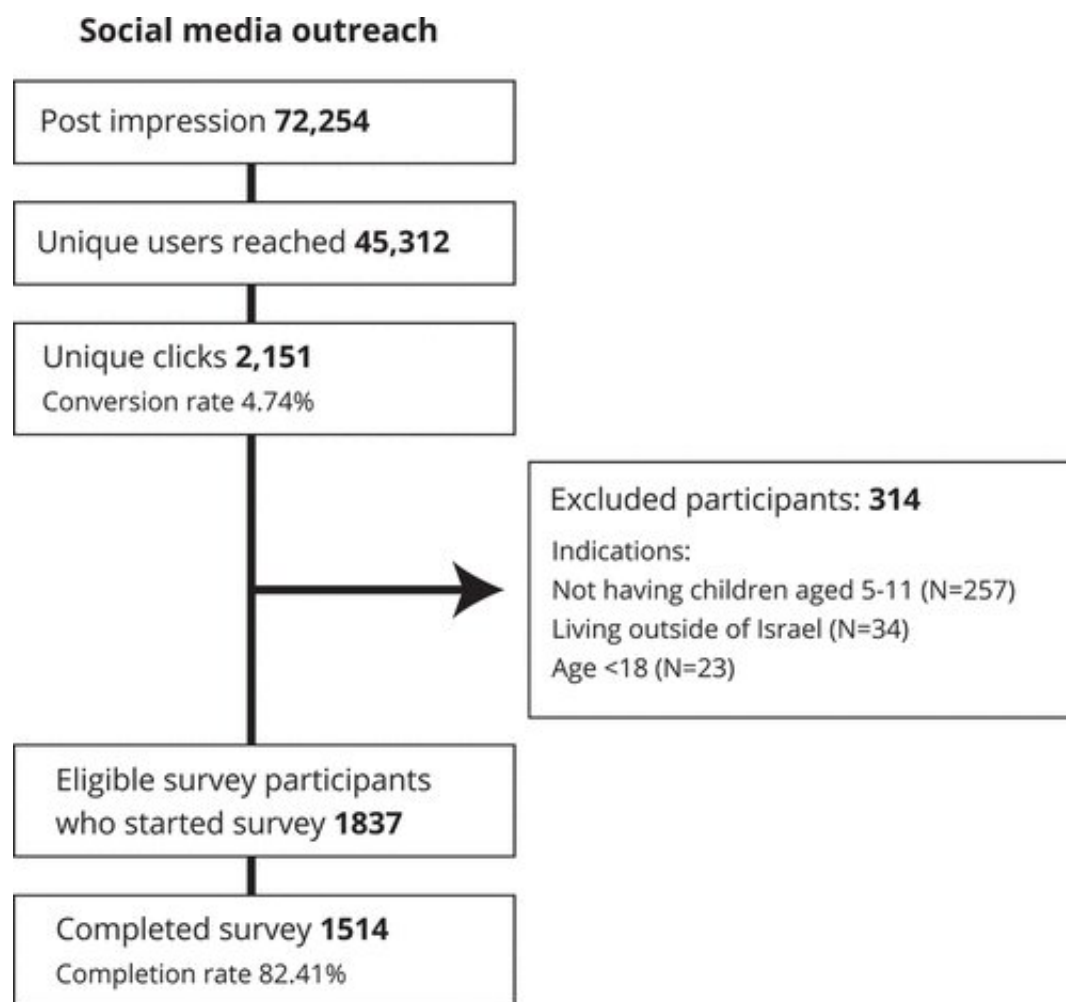 Social media outreach
Post impression 72,254
Unique users reached 45,312
Unique clicks 2,151
Conversion rate 4.74%
Excluded participants: 314
Indications:
Not having children aged 5-11 (N=257)
Living outside of Israel (N=34)
Age <18 (N=23)
Eligible survey participants
who started survey 1837
Completed survey 1514
Completion rate 82.41%